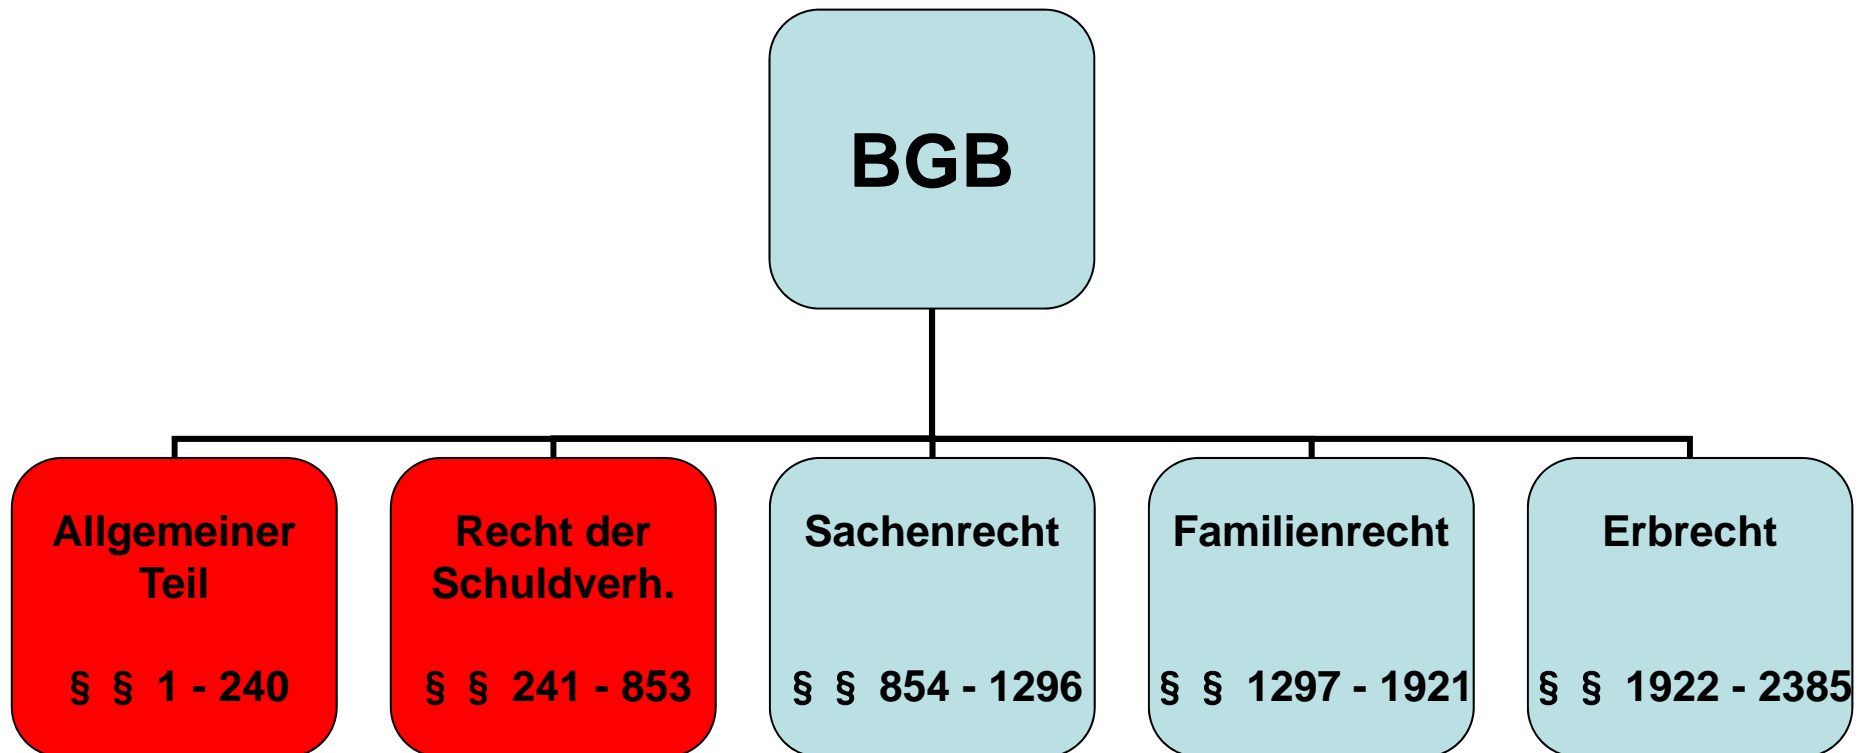 BGB
Allgemeiner
Teil
§ § 1 - 240
Recht der
Schuldverh.
§ § 241 - 853
Sachenrecht
§ § 854 - 1296
Familienrecht
§ § 1297 - 1921
Erbrecht
§ § 1922 - 2385